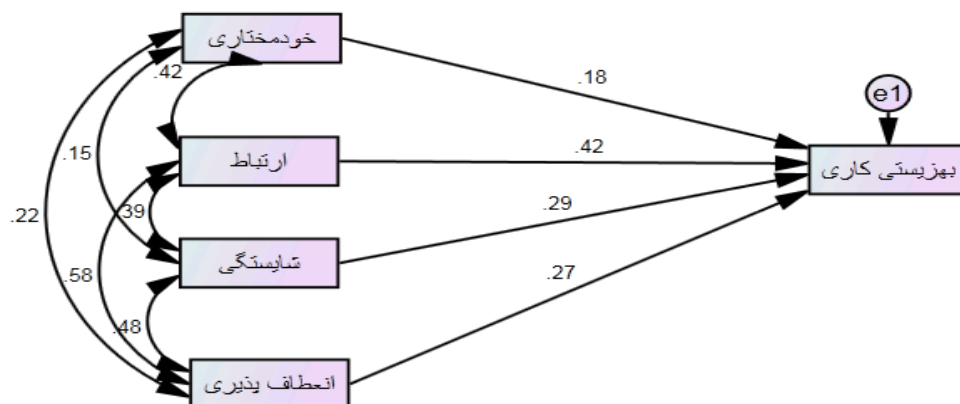 خودمختاری
.42
.18
e1
ارتباط
.42
بهزیستی کاری
.15
.39
.22
.29
شایستگی
.58
.27
.48
انعطاف پذیری